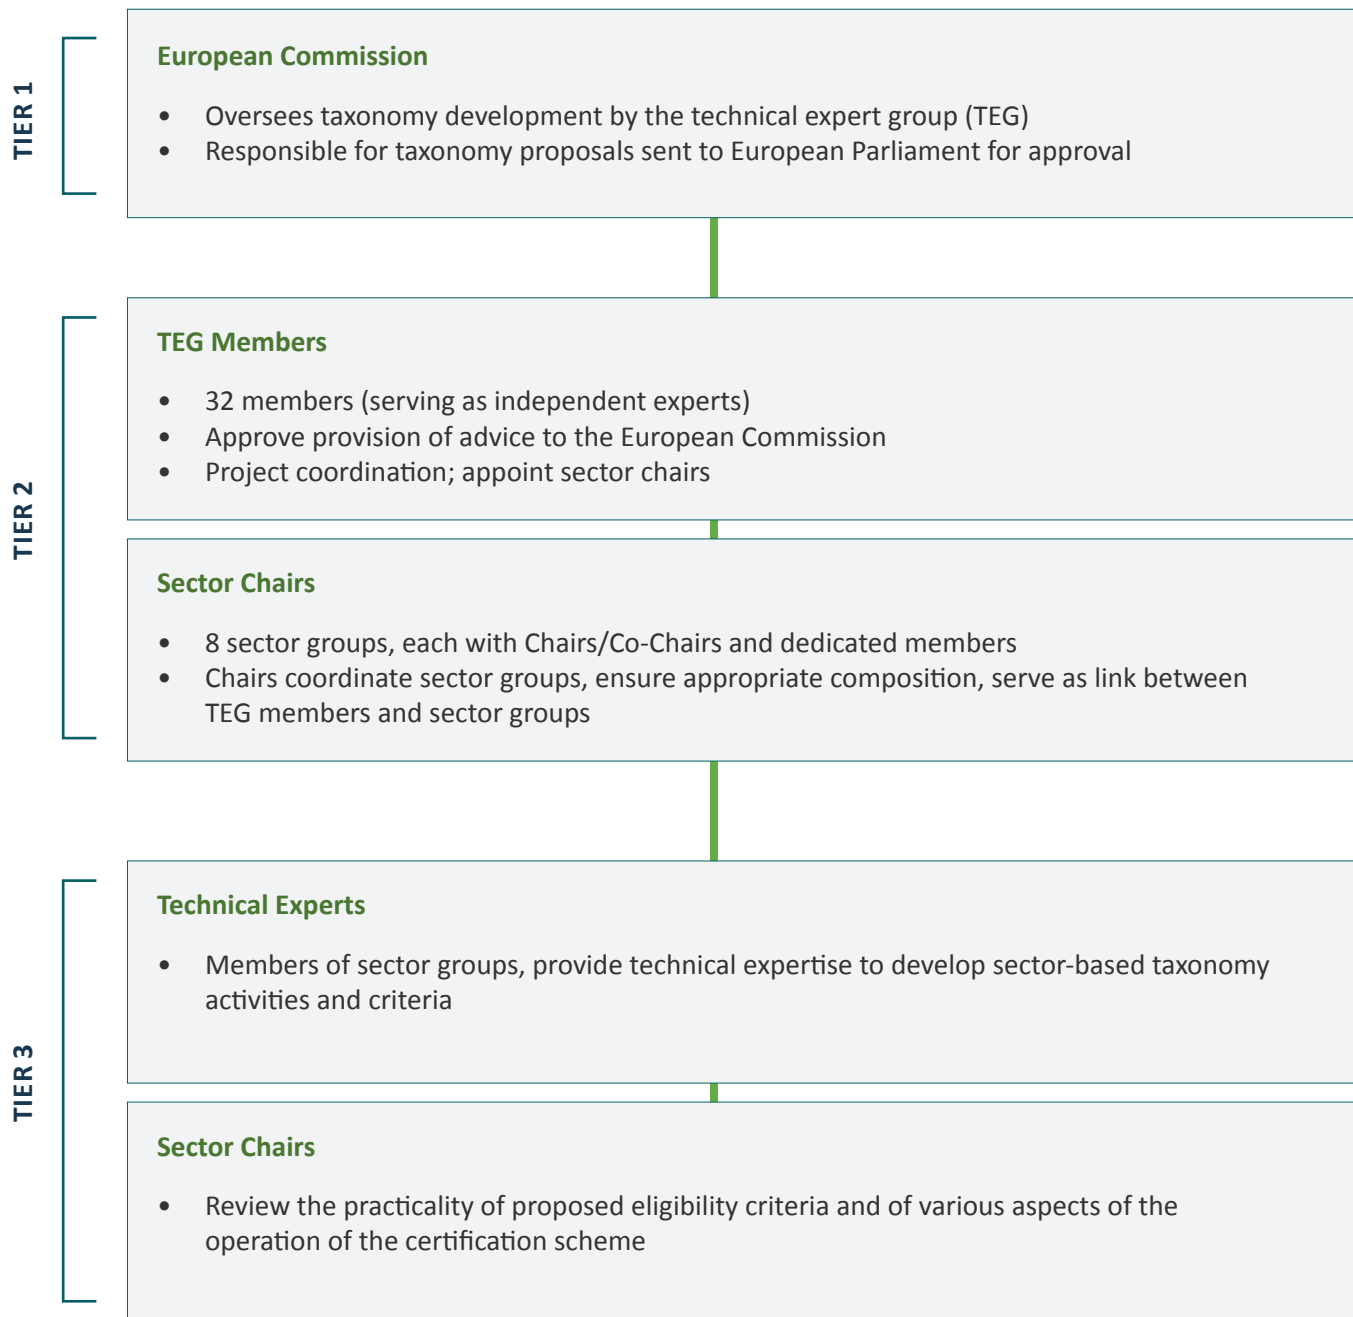 TIER 1
European Commission
• Oversees taxonomy development by the technical expert group (TEG)
• Responsible for taxonomy proposals sent to European Parliament for approval
TIER 2
TEG Members
• 32 members (serving as independent experts)
• Approve provision of advice to the European Commission
• Project coordination; appoint sector chairs
Sector Chairs
• 8 sector groups, each with Chairs/Co-Chairs and dedicated members
• Chairs coordinate sector groups, ensure appropriate composition, serve as link between
TEG members and sector groups
TIER 3
Technical Experts
• Members of sector groups, provide technical expertise to develop sector-based taxonomy
activities and criteria
Sector Chairs
• Review the practicality of proposed eligibility criteria and of various aspects of the
operation of the certification scheme